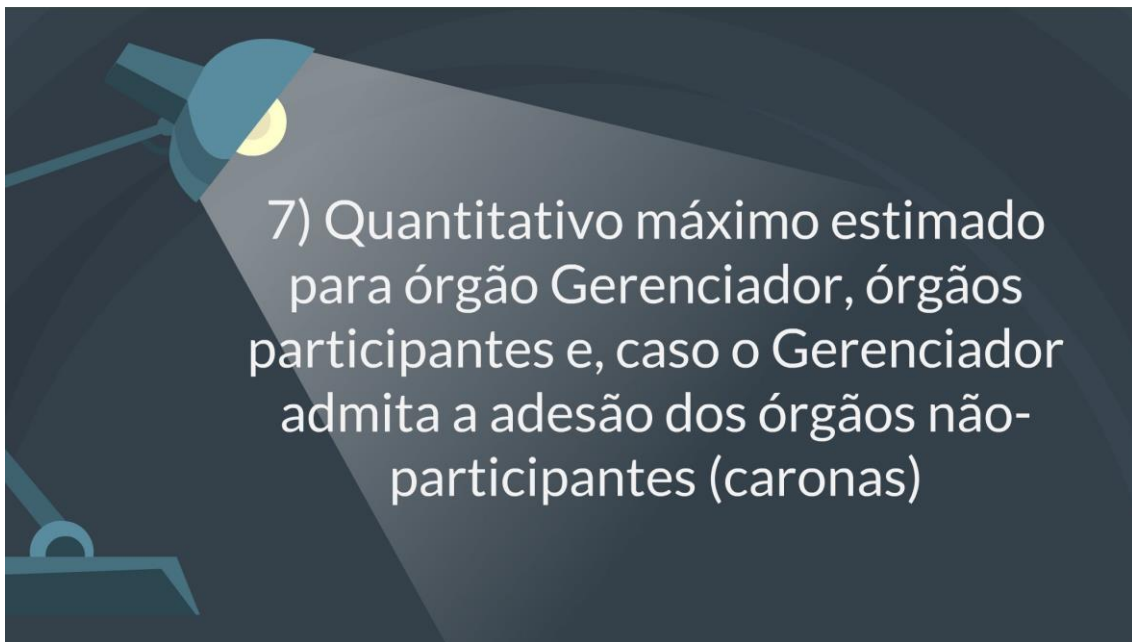 7) Quantitativo máximo estimado
para órgão Gerenciador, órgãos
participantes e, caso o Gerenciador
admita a adesão dos órgãos não-
participantes (caronas)